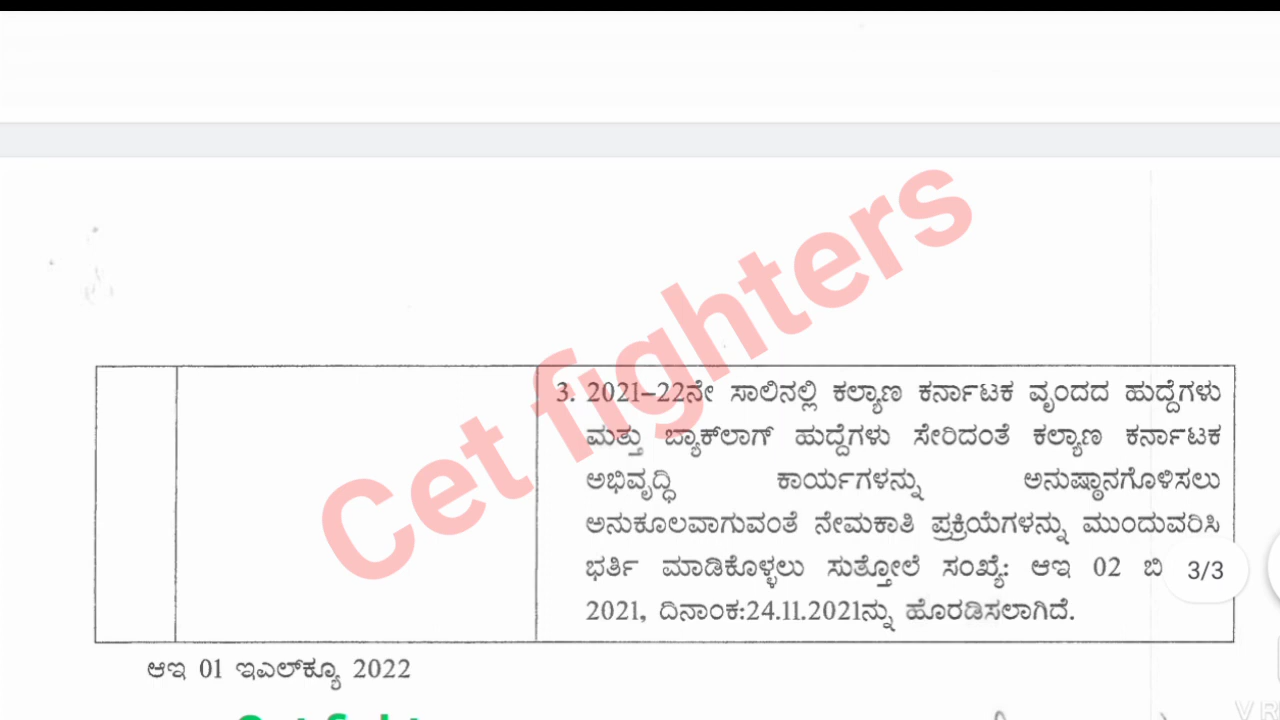 Cet fighters
3. 2021–22ನೇ ಸಾಲಿನಲ್ಲಿ ಕಲ್ಯಾಣ ಕರ್ನಾಟಕ ವೃಂದದ ಹುದ್ದೆಗಳು
ಮತ್ತು ಬ್ಯಾಕ್‌ಲಾಗ್ ಹುದ್ದೆಗಳು ಸೇರಿದಂತೆ ಕಲ್ಯಾಣ ಕರ್ನಾಟಕ
ಅಭಿವೃದ್ಧಿ ಕಾರ್ಯಗಳನ್ನು ಅನುಷ್ಠಾನಗೊಳಿಸಲು
ಅನುಕೂಲವಾಗುವಂತೆ ನೇಮಕಾತಿ ಪ್ರಕ್ರಿಯೆಗಳನ್ನು ಮುಂದುವರಿಸಿ
ಭರ್ತಿ ಮಾಡಿಕೊಳ್ಳಲು ಸುತ್ತೋಲೆ ಸಂಖ್ಯೆ: ಆಇ 02 ಬಿ 3/3
2021, ದಿನಾಂಕ:24.11.2021ನ್ನು ಹೊರಡಿಸಲಾಗಿದೆ.
ಆಇ 01 ಇಎಲ್‌ಕ್ಯೂ 2022